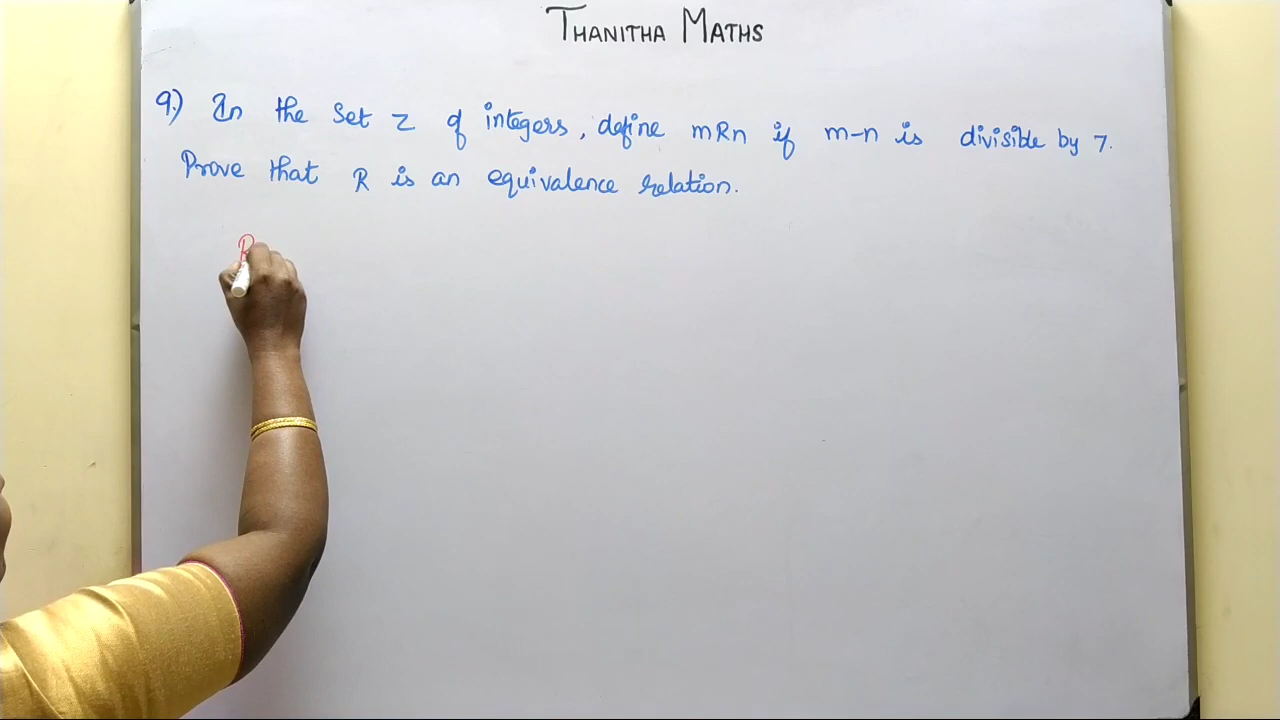 THANITHA MATHS
9.) In the set Z of integers, define mRn if m-n is divisible by 7.
Prove that R is an equivalence relation.
R